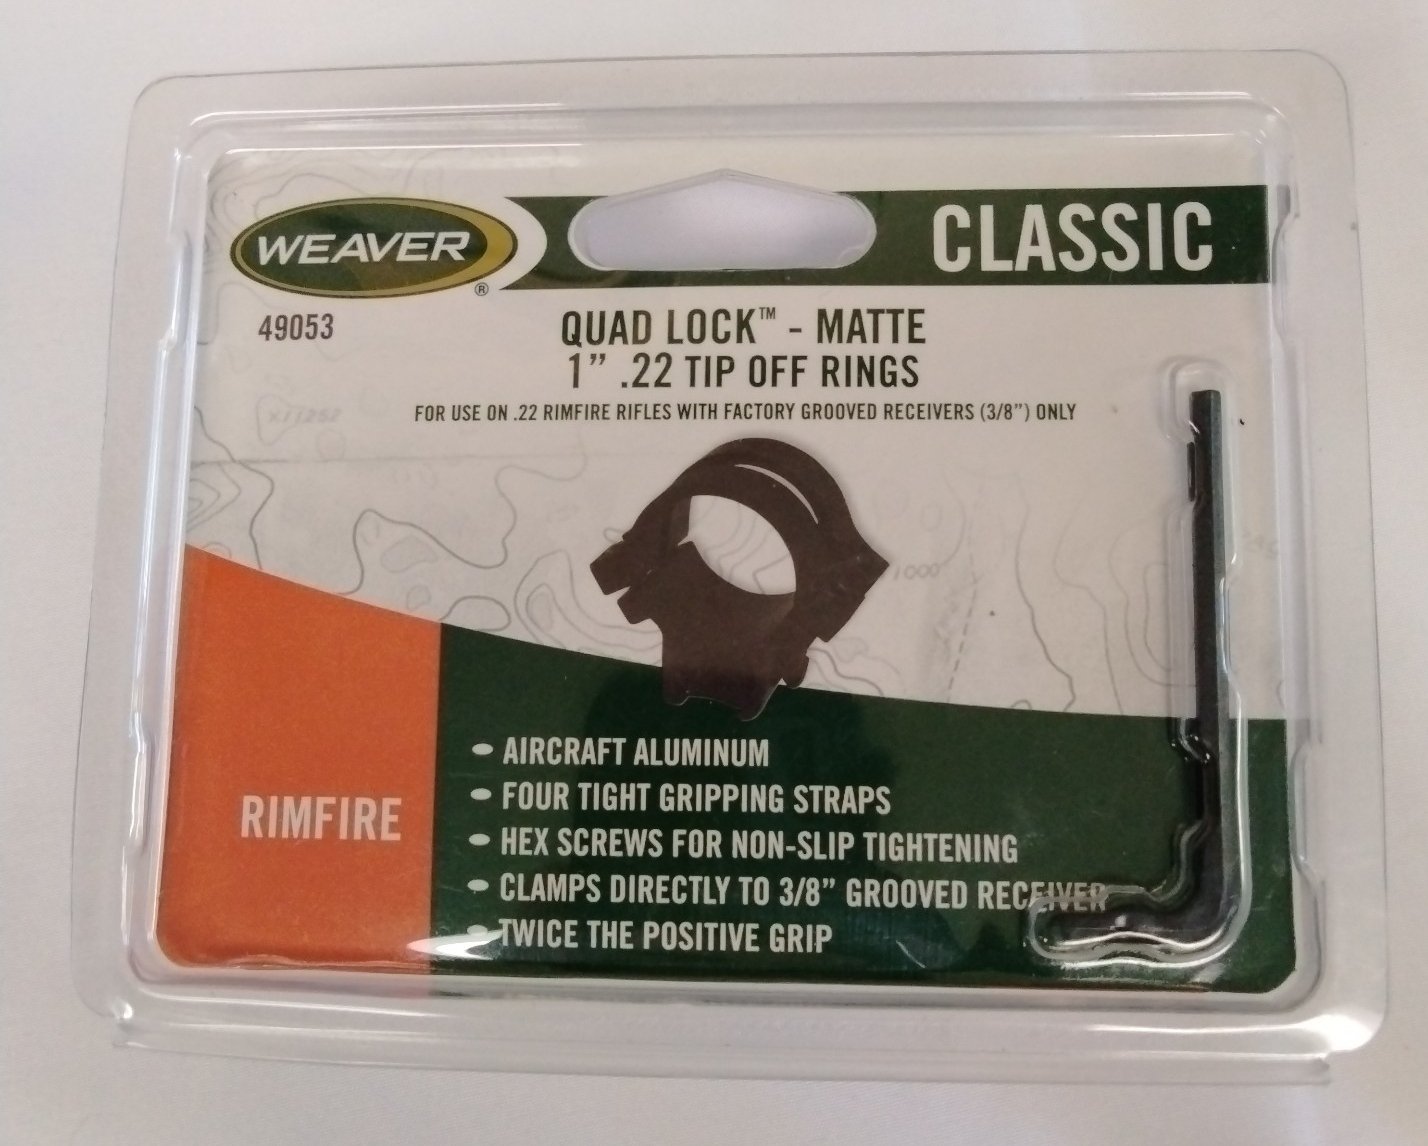 WEAVER
®
CLASSIC
49053
QUAD LOCK™ - MATTE
1” .22 TIP OFF RINGS
FOR USE ON .22 RIMFIRE RIFLES WITH FACTORY GROOVED RECEIVERS (3/8”) ONLY
1000
RIMFIRE
• AIRCRAFT ALUMINUM
• FOUR TIGHT GRIPPING STRAPS
• HEX SCREWS FOR NON-SLIP TIGHTENING
• CLAMPS DIRECTLY TO 3/8” GROOVED RECEIVER
• TWICE THE POSITIVE GRIP